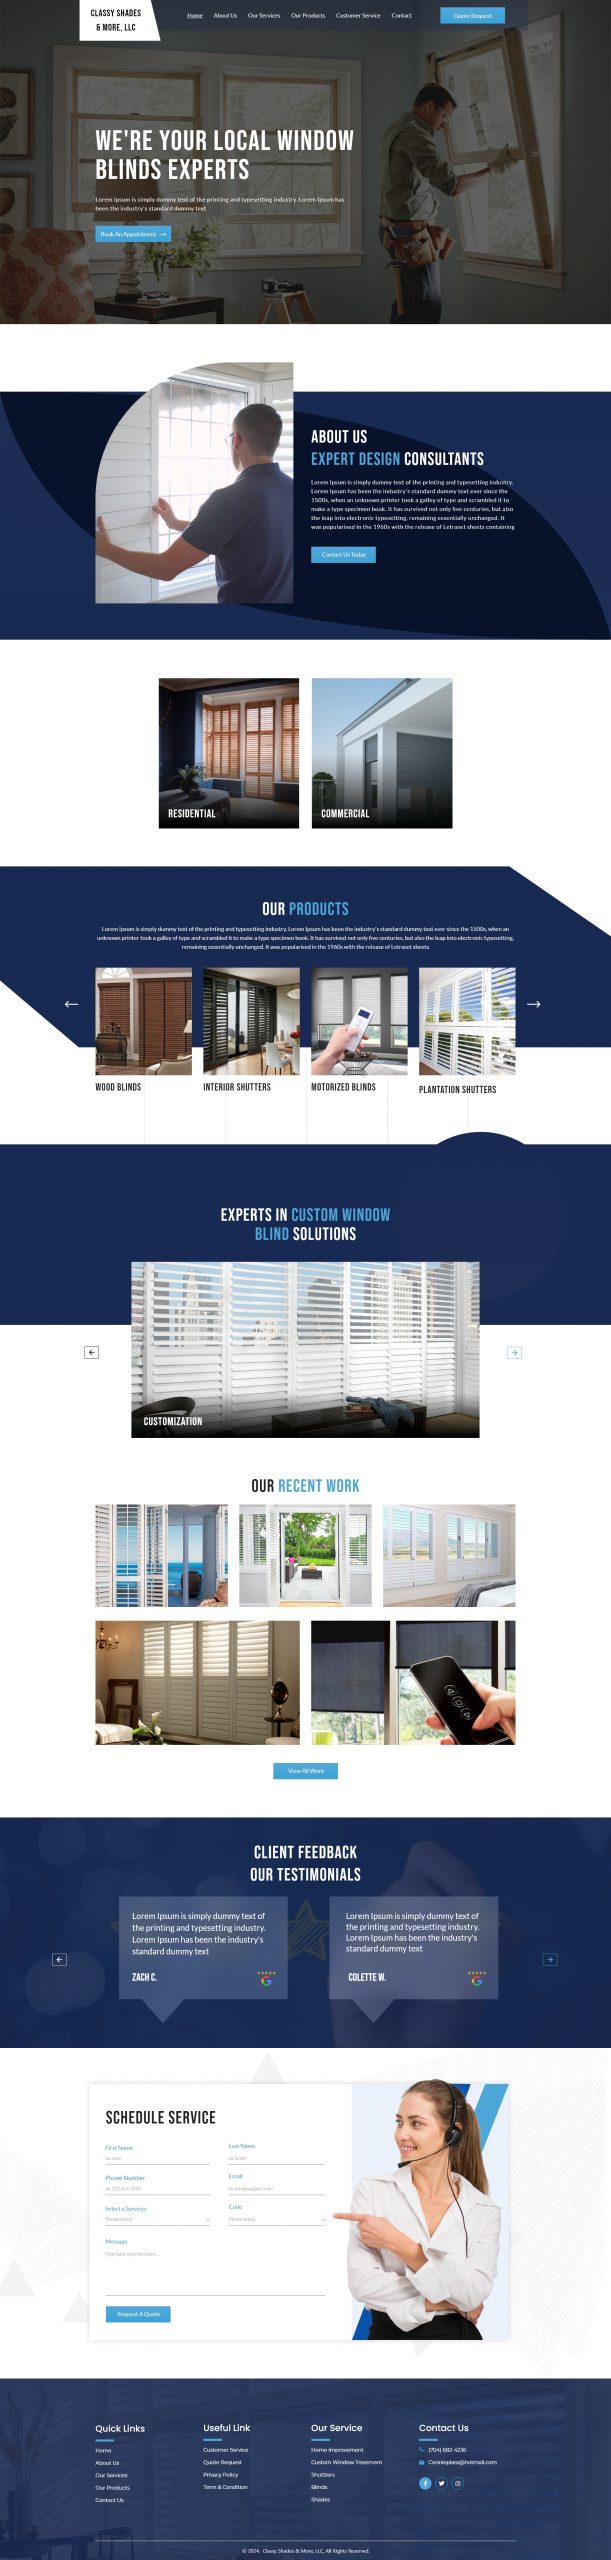 CLASSY SHADES
& MORE, LLC
Home About Us Our Services Our Products Customer Service Contact Quote Request
WE'RE YOUR LOCAL WINDOW
BLINDS EXPERTS
Lorem Ipsum is simply dummy text of the printing and typesetting industry. Lorem Ipsum has
been the industry's standard dummy text
Book An Appointment →
ABOUT US
EXPERT DESIGN CONSULTANTS
Lorem Ipsum is simply dummy text of the printing and typesetting industry.
Lorem Ipsum has been the industry's standard dummy text ever since the
1500s, when an unknown printer took a galley of type and scrambled it to
make a type specimen book. It has survived not only five centuries, but also
the leap into electronic typesetting, remaining essentially unchanged. It
was popularised in the 1960s with the release of Letraset sheets containing
Contact Us Today
RESIDENTIAL
COMMERCIAL
OUR PRODUCTS
Lorem Ipsum is simply dummy text of the printing and typesetting industry. Lorem Ipsum has been the industry's standard dummy text ever since the 1500s, when an
unknown printer took a galley of type and scrambled it to make a type specimen book. It has survived not only five centuries, but also the leap into electronic typesetting,
remaining essentially unchanged. It was popularised in the 1960s with the release of Letraset sheets
WOOD BLINDS
INTERIOR SHUTTERS
MOTORIZED BLINDS
PLANTATION SHUTTERS
EXPERTS IN CUSTOM WINDOW
BLIND SOLUTIONS
CUSTOMIZATION
OUR RECENT WORK
View All Work
CLIENT FEEDBACK
OUR TESTIMONIALS
Lorem Ipsum is simply dummy text of
the printing and typesetting industry.
Lorem Ipsum has been the industry's
standard dummy text
ZACH C.
Lorem Ipsum is simply dummy text of
the printing and typesetting industry.
Lorem Ipsum has been the industry's
standard dummy text
COLETTE W.
SCHEDULE SERVICE
First Name
ex.John
Last Name
ex.Smith
Phone Number
ex.123 456 7890
Email
ex.info@support.com
Select a Services
Please select
Code
Please select
Message
Type your question here...
Request A Quote
Quick Links
Home
About Us
Our Services
Our Products
Contact Us
Useful Link
Customer Service
Quote Request
Privacy Policy
Term & Condition
Our Service
Home improvement
Custom Window Treatment
Shutters
Blinds
Shades
Contact Us
(704) 682-4236
Connieplass@hotmail.com
© 2024, Classy Shades & More, LLC, All Rights Reserved.